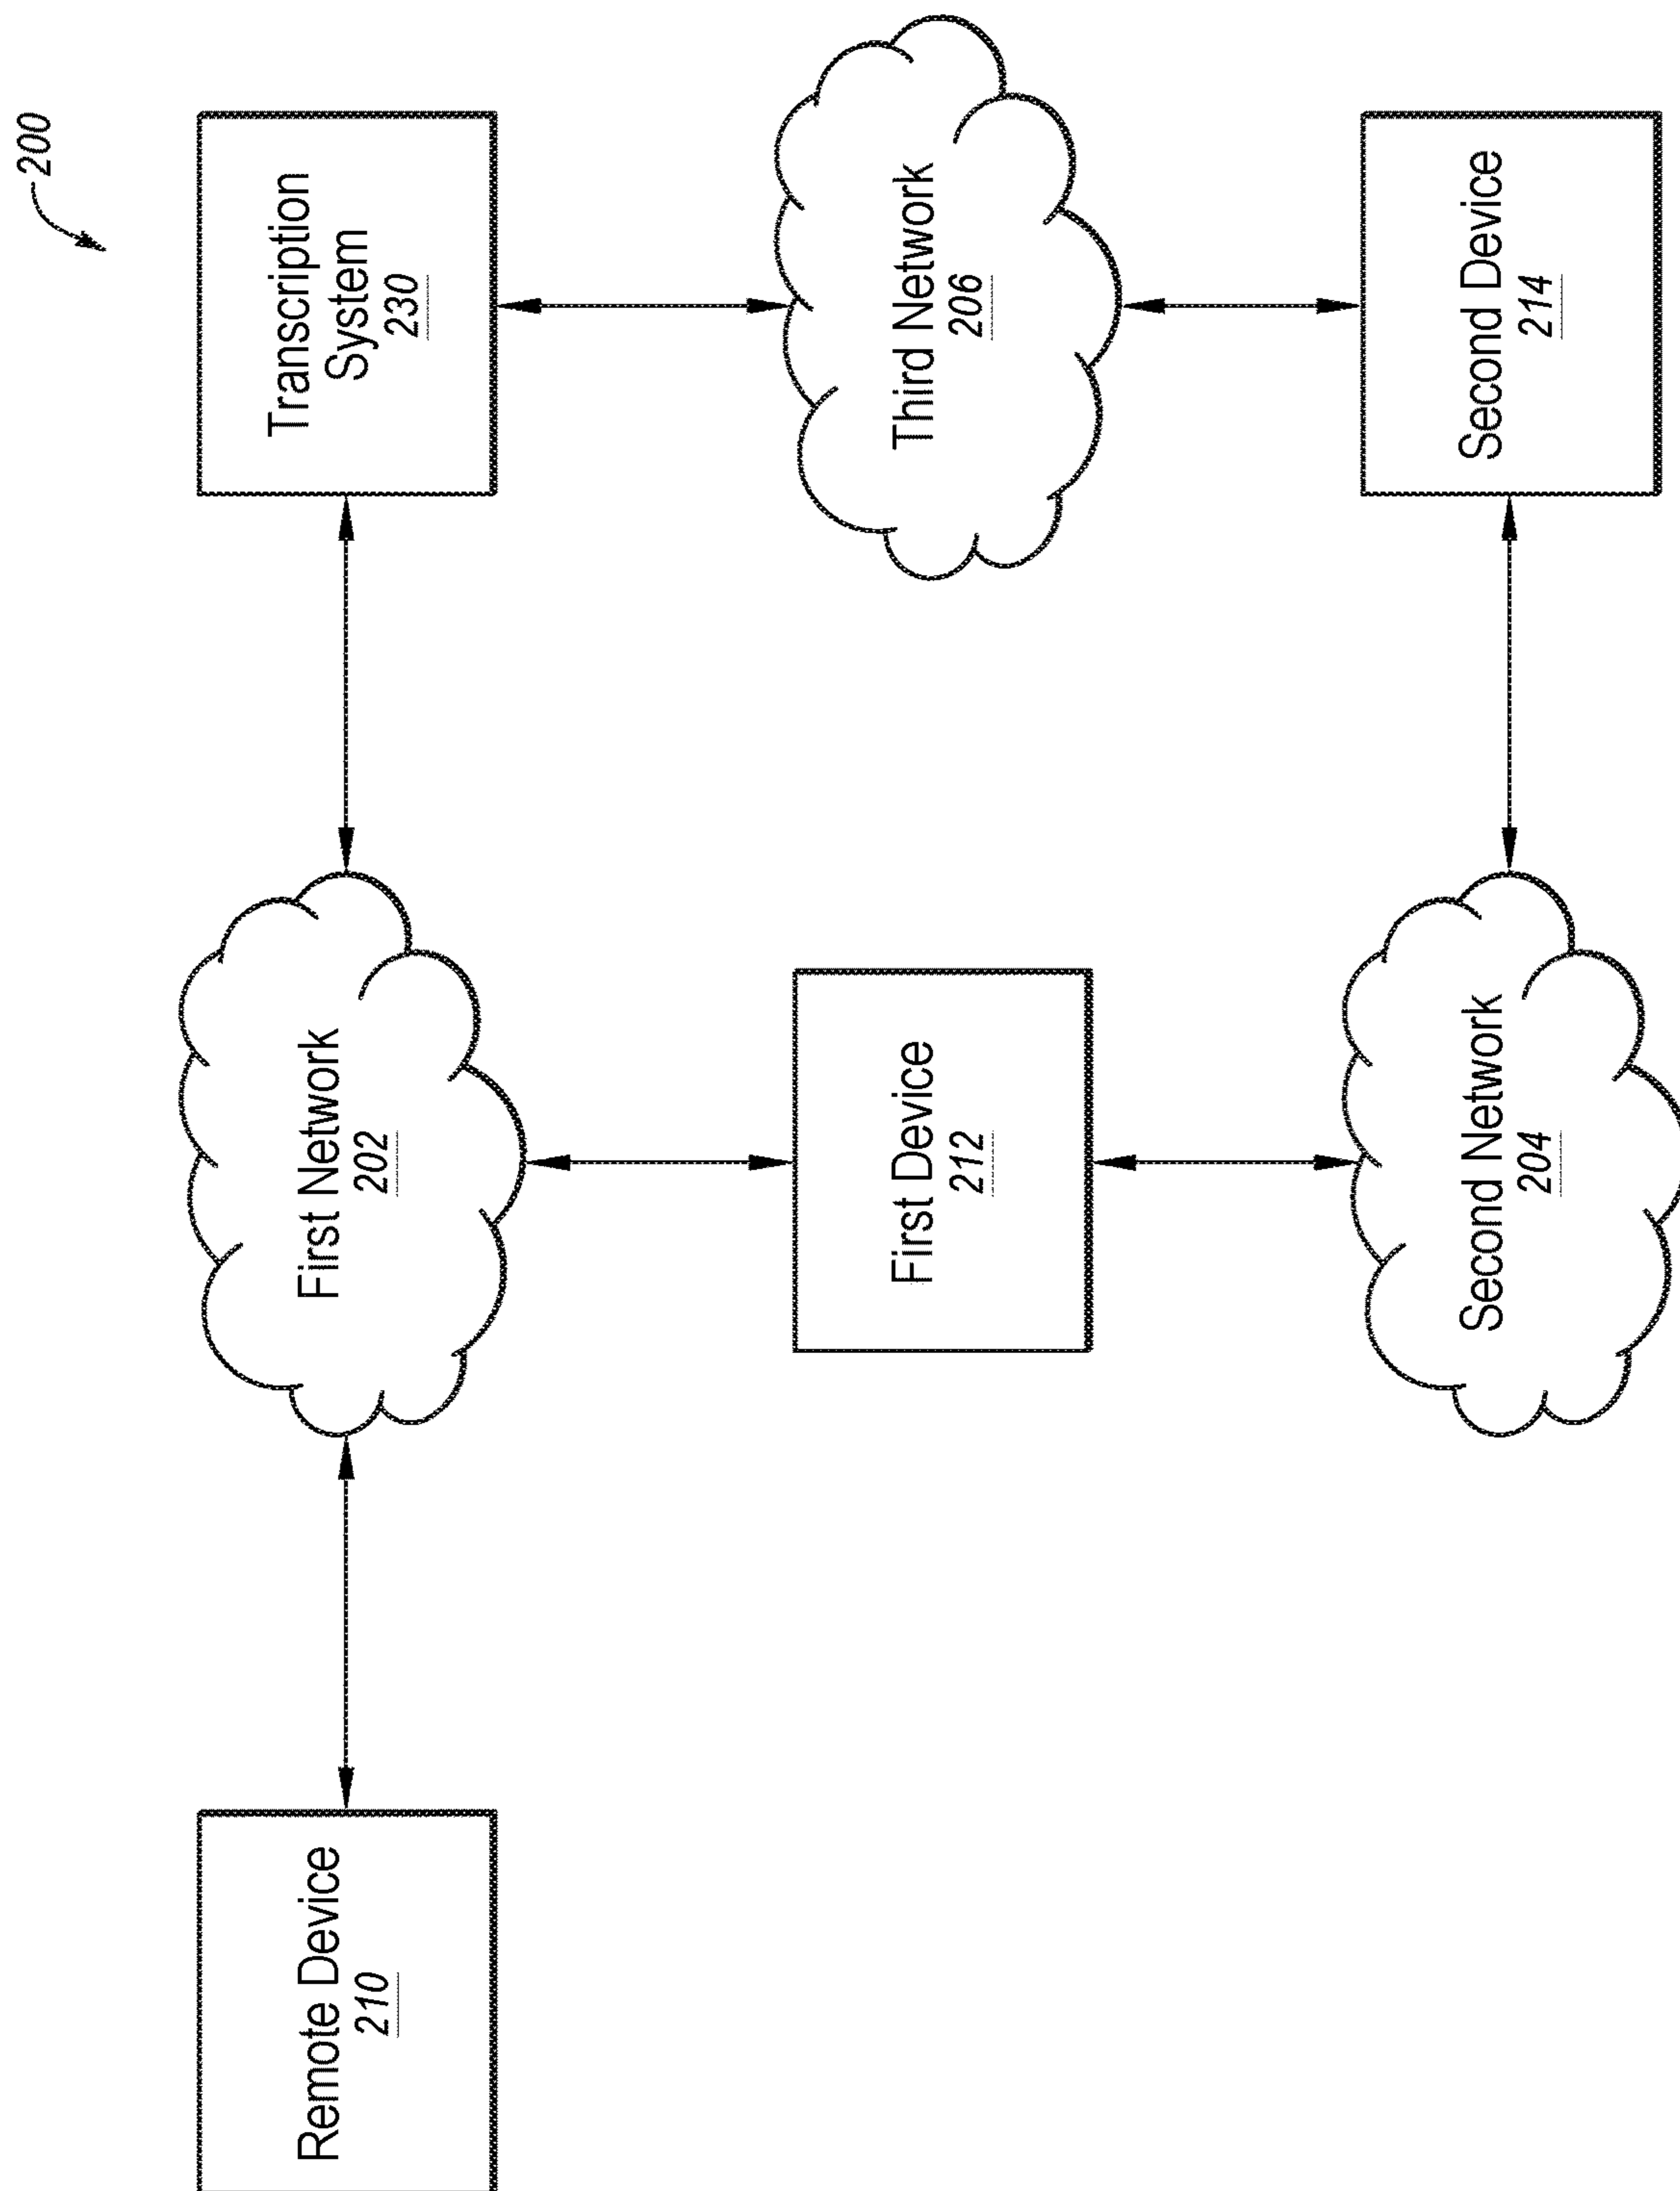 200
Remote Device
210
First Network
202
Transcription
System
230
First Device
212
Third Network
206
Second Network
204
Second Device
214